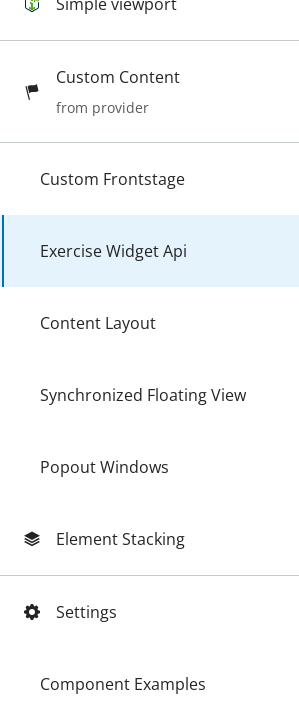 Simple viewport
Custom Content
from provider
Custom Frontstage
Exercise Widget Api
Content Layout
Synchronized Floating View
Popout Windows
Element Stacking
Settings
Component Examples